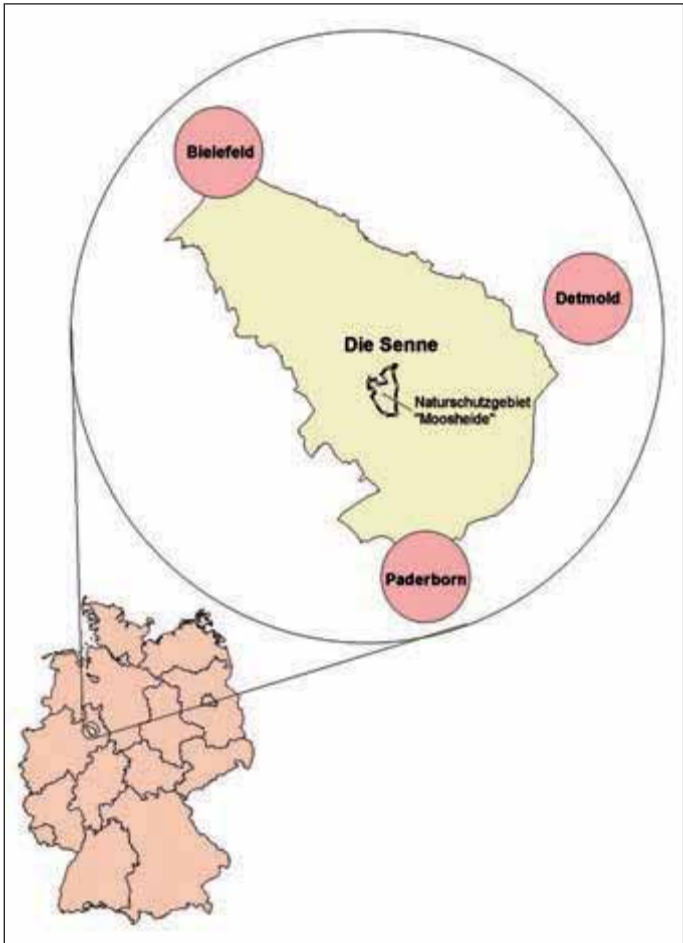 Bielefeld
Detmold
Die Senne
Naturschutzgebiet
"Moosheide"
Paderborn